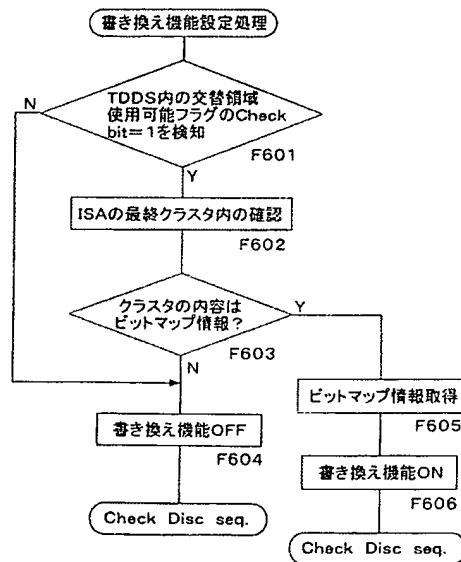 書き換え機能設定処理
N
TDDS内の交替領域
使用可能フラグのCheck
bit=1を検知
F601
Y
ISAの最終クラスタ内の確認
F602
クラスタの内容は
ビットマップ情報?
Y
F603
N
ビットマップ情報取得
F605
書き換え機能OFF
F604
書き換え機能ON
F606
Check Disc seq.
Check Disc seq.